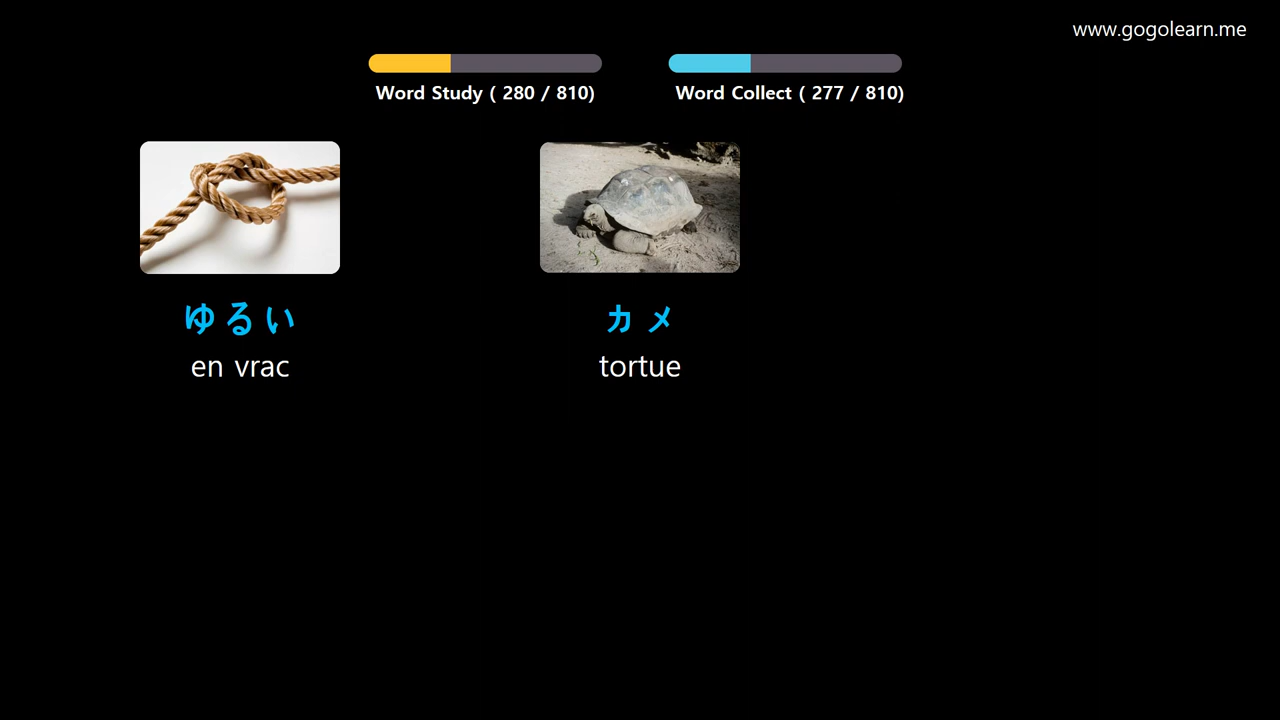 www.gogolearn.me
Word Study ( 280 / 810)
Word Collect ( 277 / 810)
ゆるい
en vrac
カメ
tortue